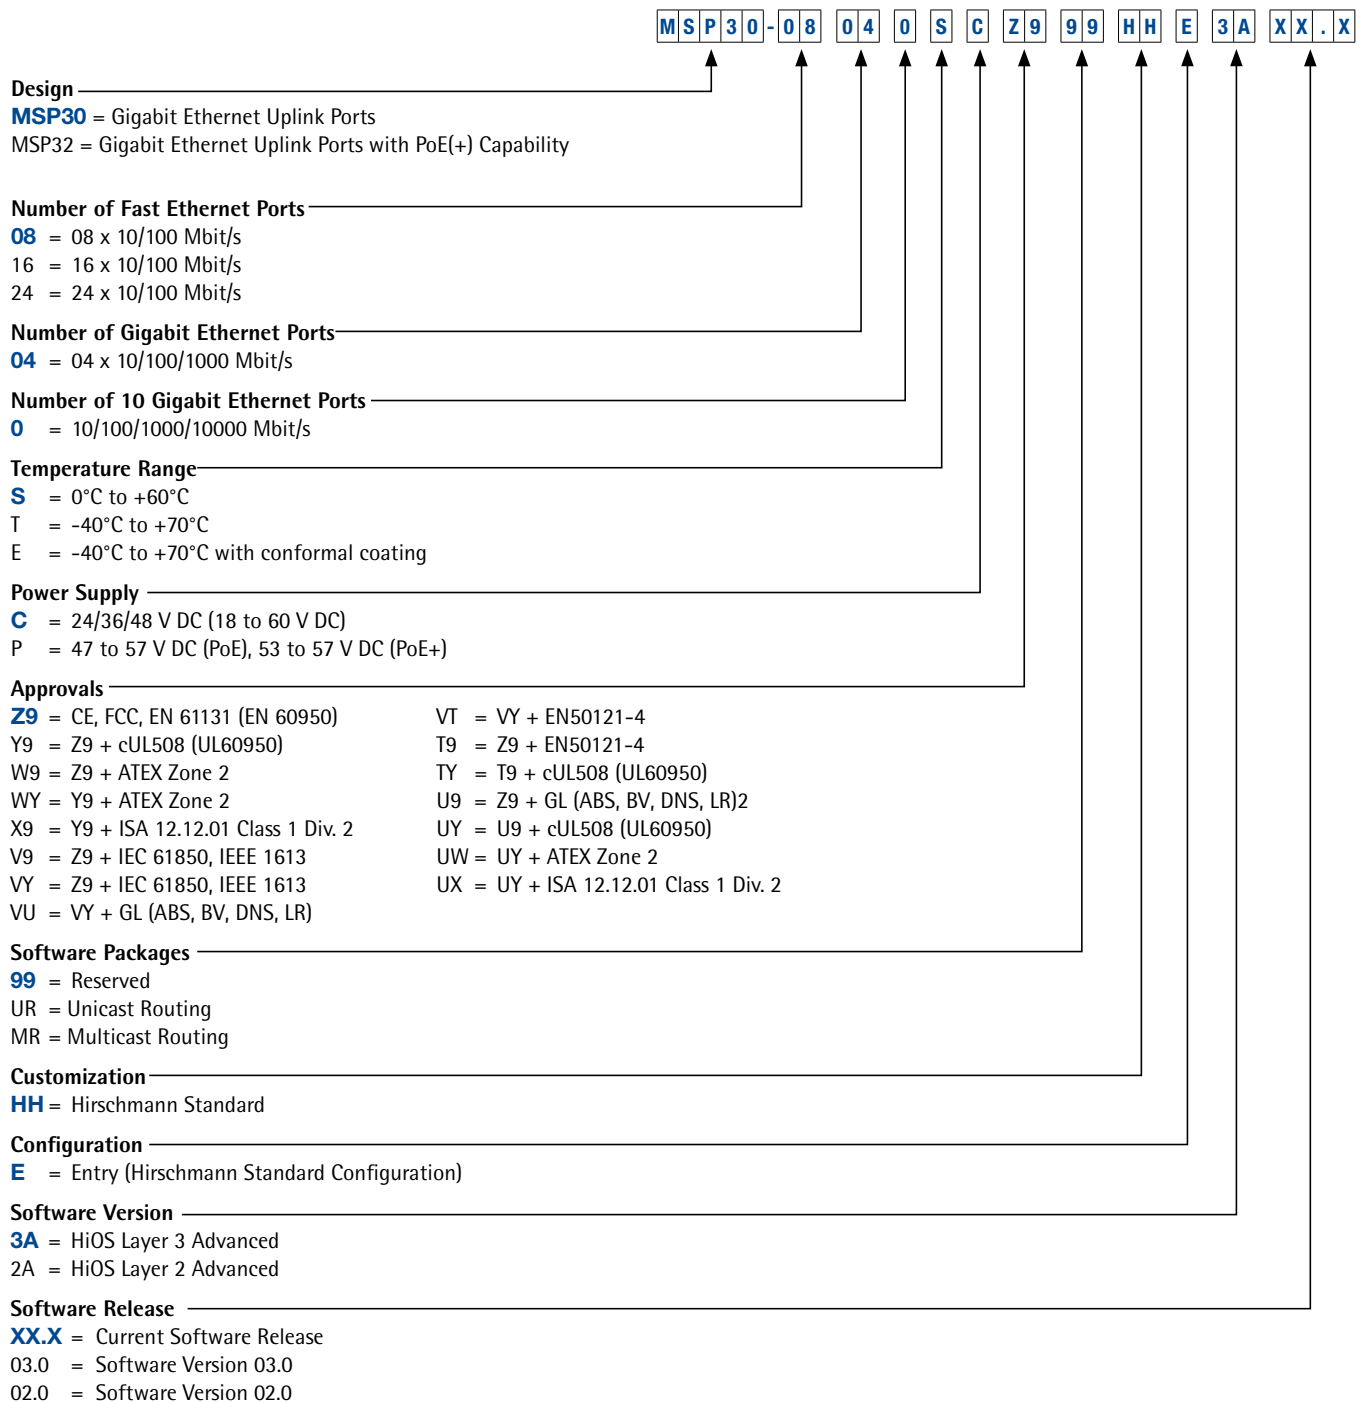 MSP30-08 04 0 S C Z9 99 HH E 3A XX.X
Design
MSP30 = Gigabit Ethernet Uplink Ports
MSP32 = Gigabit Ethernet Uplink Ports with PoE(+) Capability
Number of Fast Ethernet Ports
08 = 08 x 10/100 Mbit/s
16 = 16 x 10/100 Mbit/s
24 = 24 x 10/100 Mbit/s
Number of Gigabit Ethernet Ports
04 = 04 x 10/100/1000 Mbit/s
Number of 10 Gigabit Ethernet Ports
0 = 10/100/1000/10000 Mbit/s
Temperature Range
S = 0°C to +60°C
T = -40°C to +70°C
E = -40°C to +70°C with conformal coating
Power Supply
C = 24/36/48 V DC (18 to 60 V DC)
P = 47 to 57 V DC (PoE), 53 to 57 V DC (PoE+)
Approvals
Z9 = CE, FCC, EN 61131 (EN 60950)
Y9 = Z9 + cUL508 (UL60950)
W9 = Z9 + ATEX Zone 2
WY = Y9 + ATEX Zone 2
X9 = Y9 + ISA 12.12.01 Class 1 Div. 2
V9 = Z9 + IEC 61850, IEEE 1613
VY = Z9 + IEC 61850, IEEE 1613
VU = VY + GL (ABS, BV, DNS, LR)
VT = VY + EN50121-4
T9 = Z9 + EN50121-4
TY = T9 + cUL508 (UL60950)
U9 = Z9 + GL (ABS, BV, DNS, LR)2
UY = U9 + cUL508 (UL60950)
UW = UY + ATEX Zone 2
UX = UY + ISA 12.12.01 Class 1 Div. 2
Software Packages
99 = Reserved
UR = Unicast Routing
MR = Multicast Routing
Customization
HH = Hirschmann Standard
Configuration
E = Entry (Hirschmann Standard Configuration)
Software Version
3A = HiOS Layer 3 Advanced
2A = HiOS Layer 2 Advanced
Software Release
XX.X = Current Software Release
03.0 = Software Version 03.0
02.0 = Software Version 02.0